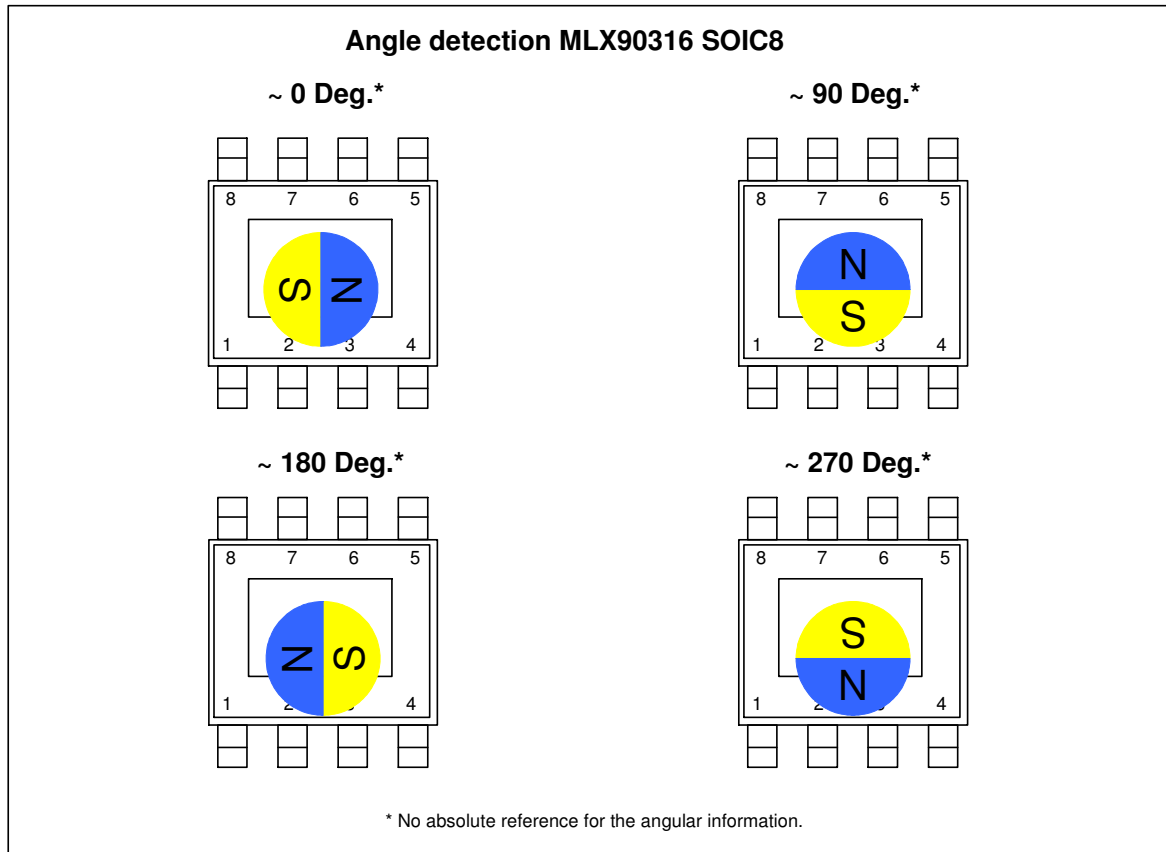 Angle detection MLX90316 SOIC8
~ 0 Deg.* ~ 90 Deg.*
8 7 6 5 8 7 6 5
S N N
S
1 2 3 4 1 2 3 4
~ 180 Deg.* ~ 270 Deg.*
8 7 6 5 8 7 6 5
N S S
N
1 2 4 1 2 4
* No absolute reference for the angular information.